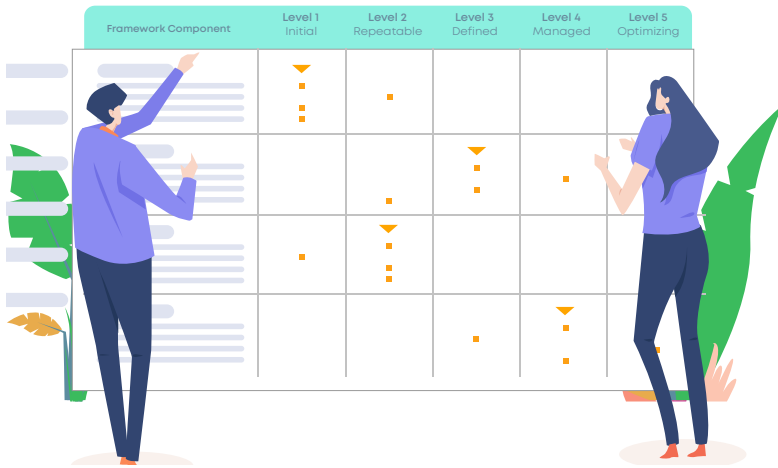 Framework Component
Level 1
Initial
Level 2
Repeatable
Level 3
Defined
Level 4
Managed
Level 5
Optimizing